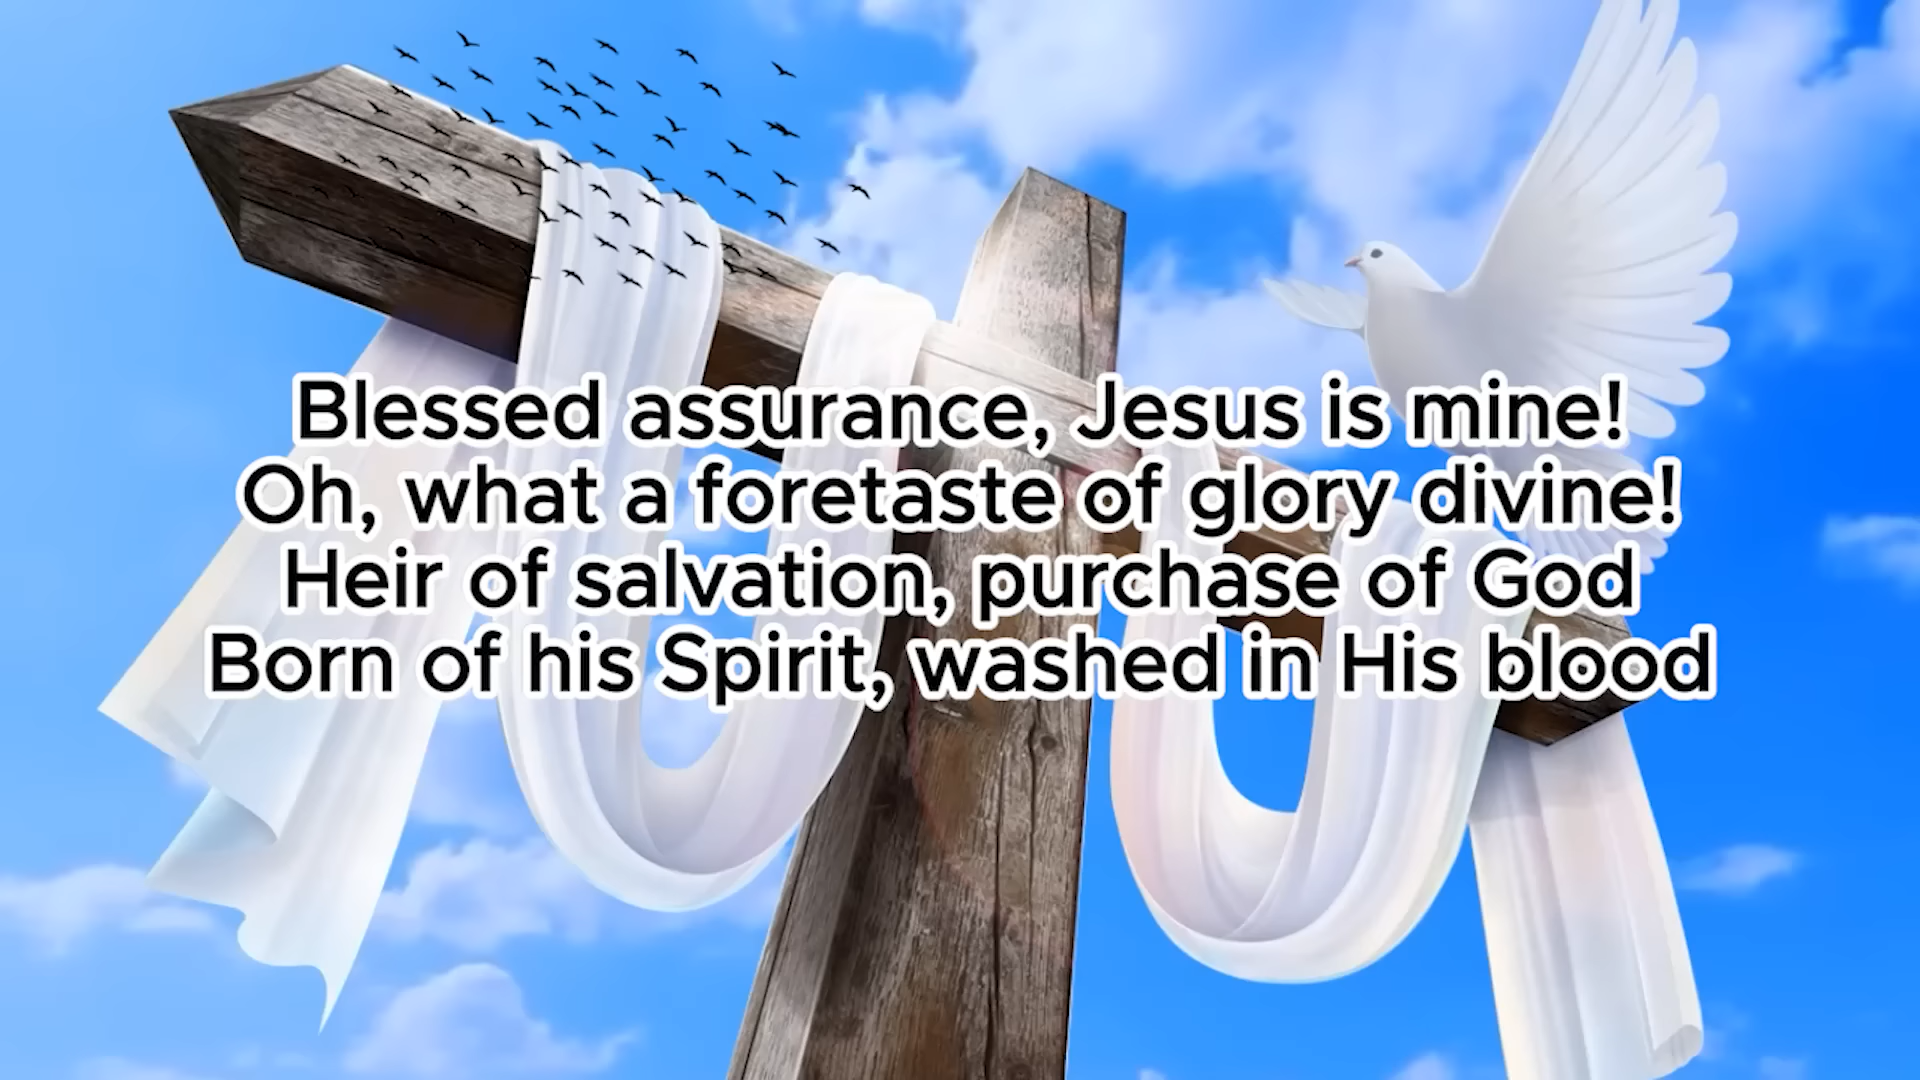 Blessed assurance, Jesus is mine!
Oh, what a foretaste of glory divine!
Heir of salvation, purchase of God
Born of his Spirit, washed in His blood